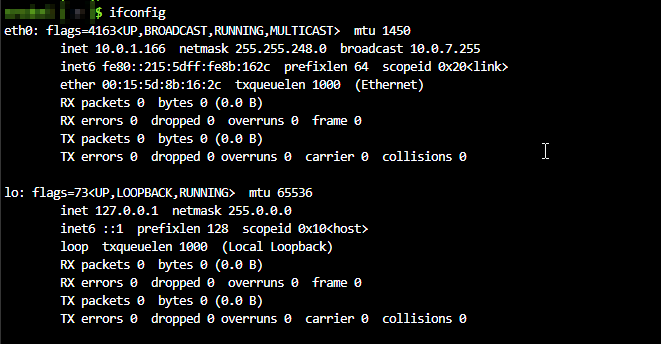 $ ifconfig
eth0: flags=4163<UP,BROADCAST,RUNNING,MULTICAST>  mtu 1450
inet 10.0.1.166  netmask 255.255.248.0  broadcast 10.0.7.255
inet6 fe80::215:5dff:fe8b:162c  prefixlen 64  scopeid 0x20<link>
ether 00:15:5d:8b:16:2c  txqueuelen 1000  (Ethernet)
RX packets 0  bytes 0 (0.0 B)
RX errors 0  dropped 0  overruns 0  frame 0
TX packets 0  bytes 0 (0.0 B)
TX errors 0  dropped 0 overruns 0  carrier 0  collisions 0
lo: flags=73<UP,LOOPBACK,RUNNING>  mtu 65536
inet 127.0.0.1  netmask 255.0.0.0
inet6 ::1  prefixlen 128  scopeid 0x10<host>
loop  txqueuelen 1000  (Local Loopback)
RX packets 0  bytes 0 (0.0 B)
RX errors 0  dropped 0  overruns 0  frame 0
TX packets 0  bytes 0 (0.0 B)
TX errors 0  dropped 0 overruns 0  carrier 0  collisions 0